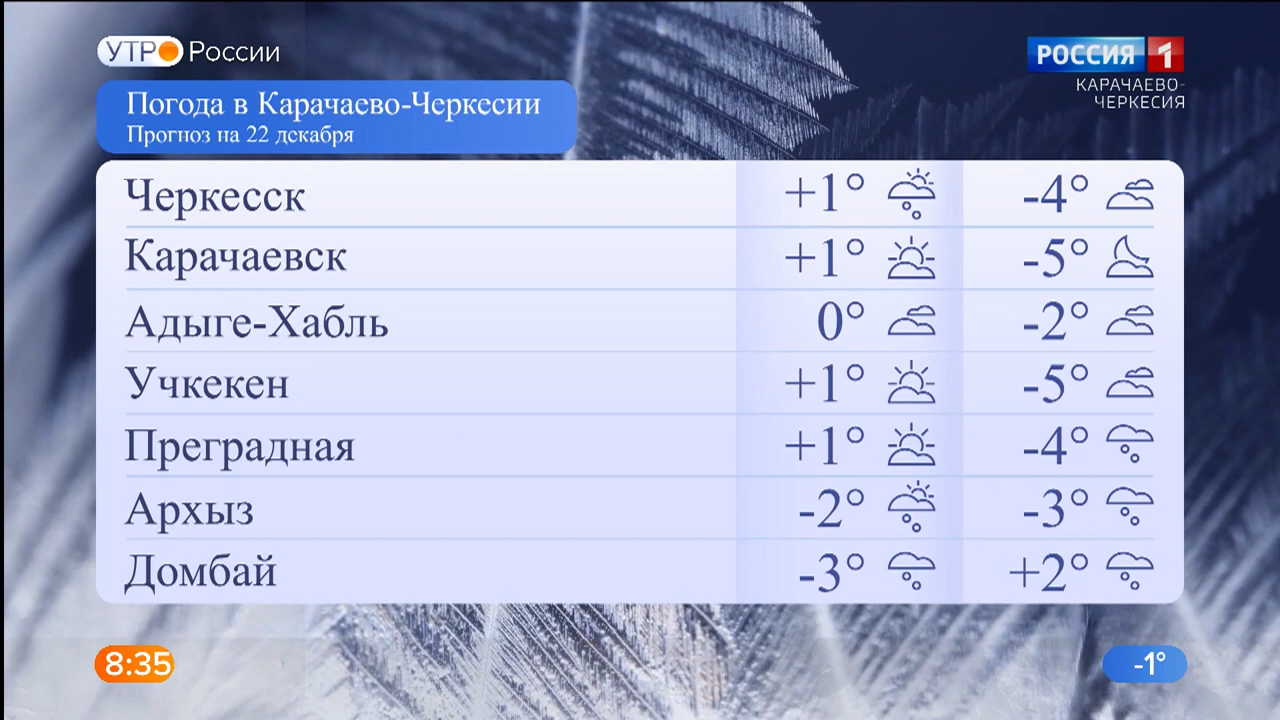 УТРО России
РОССИЯ 1
КАРАЧАЕВО-
ЧЕРКЕСИЯ
Погода в Карачаево-Черкесии
Прогноз на 22 декабря
Черкесск +1° -4°
Карачаевск +1° -5°
Адыге-Хабль 0° -2°
Учкекен +1° -5°
Преградная +1° -4°
Архыз -2° -3°
Домбай -3° +2°
8:35 -1°